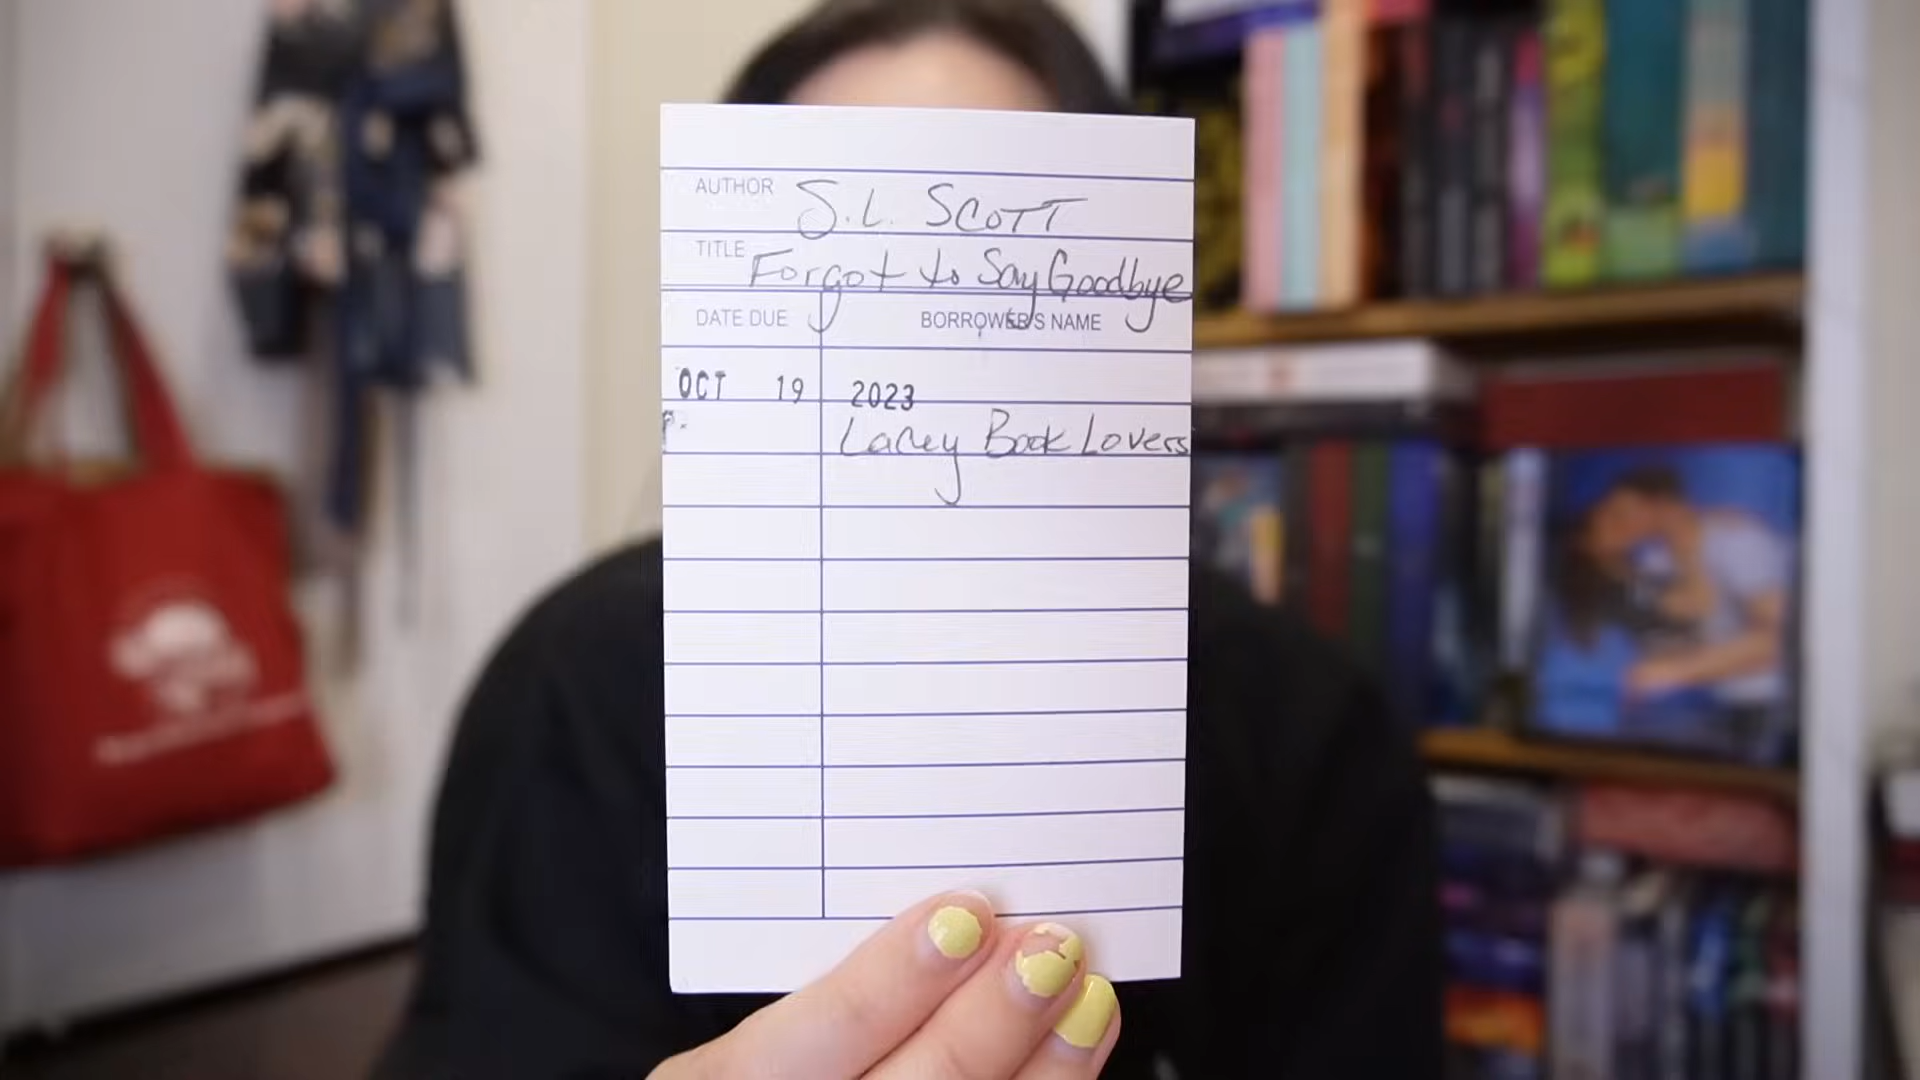 AUTHOR S.L. SCOTT
TITLE Forgot to Say Goodbye
DATE DUE BORROWER'S NAME
OCT 19 2023
Lacey Book Lovers